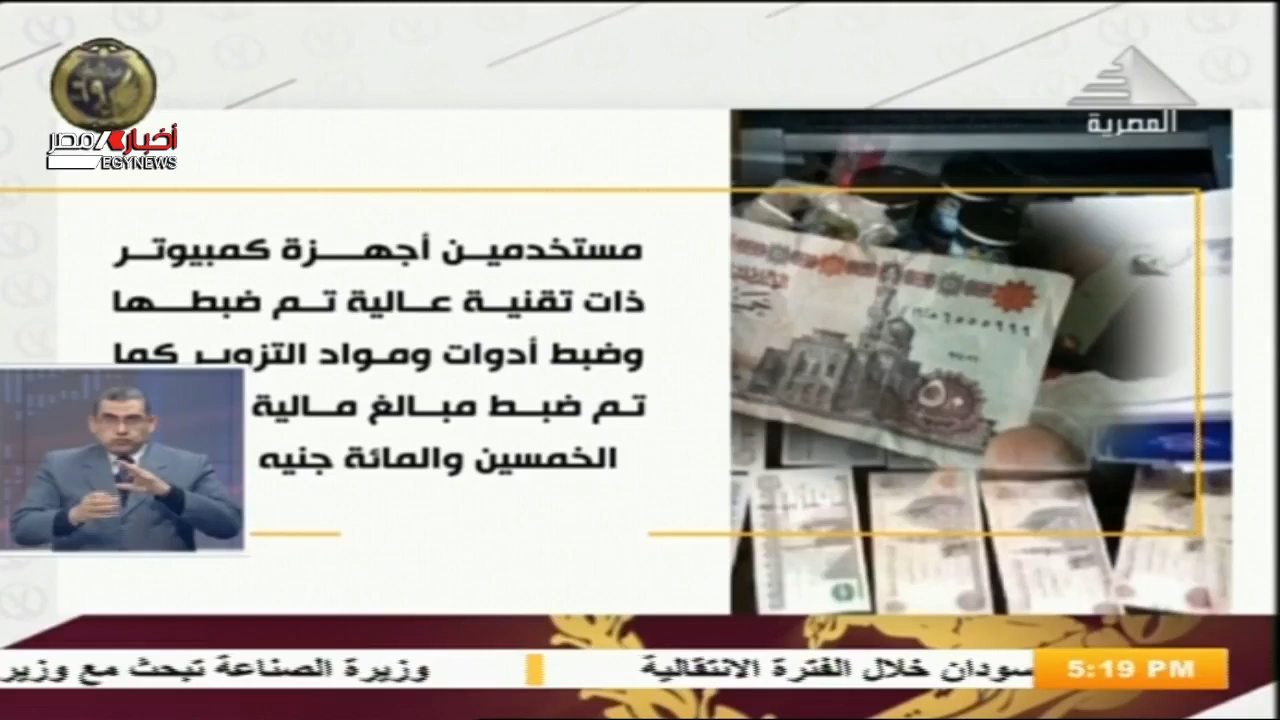 المصرية
أخبار مصر
EGYNEWS
مستخدمين أجهزة كمبيوتر
ذات تقنية عالية تم ضبطها
وضبط أدوات ومواد التزوير كما
تم ضبط مبالغ مالية
الخمسين والمائة جنيه
٥٠
سودان خلال الفترة الانتقالية
وزيرة الصناعة تبحث مع وزير
5:19 PM